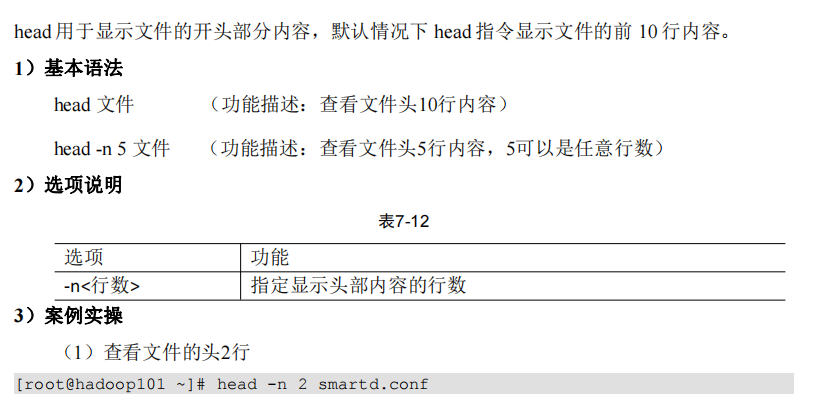 head 用于显示文件的开头部分内容，默认情况下 head 指令显示文件的前 10 行内容。
1）基本语法
head 文件 （功能描述：查看文件头10行内容）
head -n 5 文件 （功能描述：查看文件头5行内容，5可以是任意行数）
2）选项说明
表7-12
选项 功能
-n<行数> 指定显示头部内容的行数
3）案例实操
（1）查看文件的头2行
[root@hadoop101 ~]# head -n 2 smartd.conf